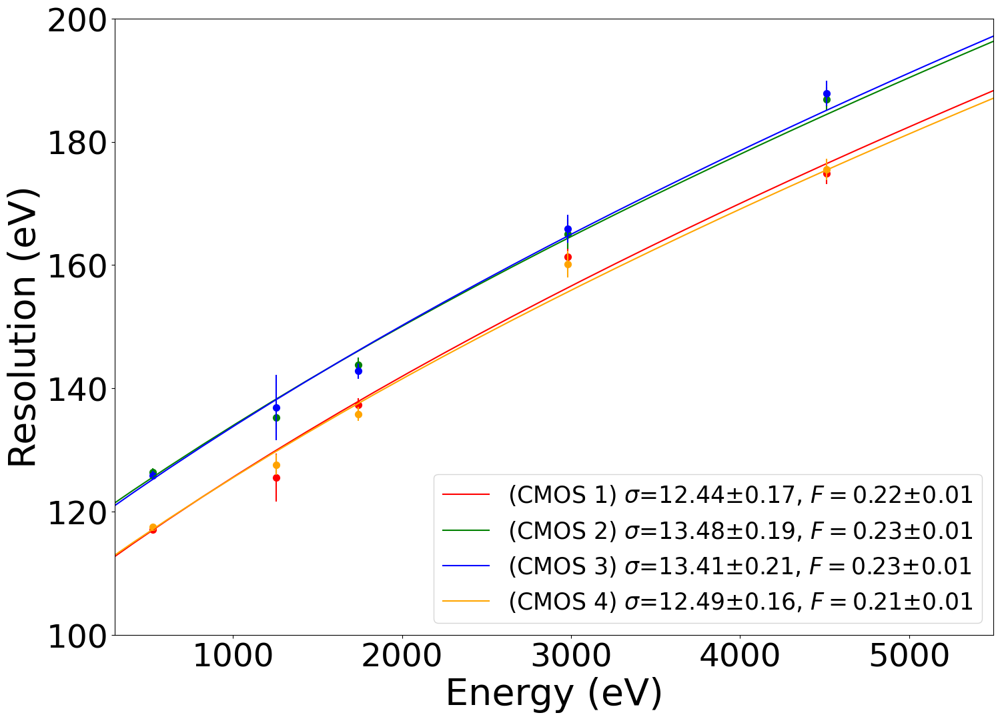 200
180
160
140
120
100
Resolution (eV)
(CMOS 1) σ=12.44±0.17, F = 0.22±0.01
(CMOS 2) σ=13.48±0.19, F = 0.23±0.01
(CMOS 3) σ=13.41±0.21, F = 0.23±0.01
(CMOS 4) σ=12.49±0.16, F = 0.21±0.01
1000 2000 3000 4000 5000
Energy (eV)